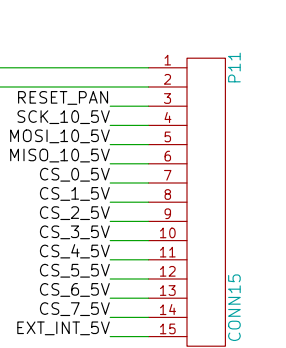 1
P11
2
RESET_PAN 3
SCK_10_5V 4
MOSI_10_5V 5
MISO_10_5V 6
CS_0_5V 7
CS_1_5V 8
CS_2_5V 9
CS_3_5V 10
CS_4_5V 11
CS_5_5V 12
CS_6_5V 13
CS_7_5V 14
EXT_INT_5V 15
CONN15